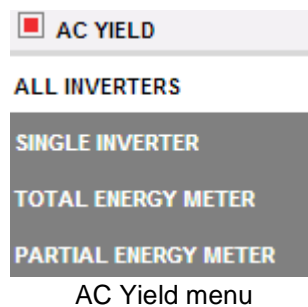 AC YIELD
ALL INVERTERS
SINGLE INVERTER
TOTAL ENERGY METER
PARTIAL ENERGY METER
AC Yield menu